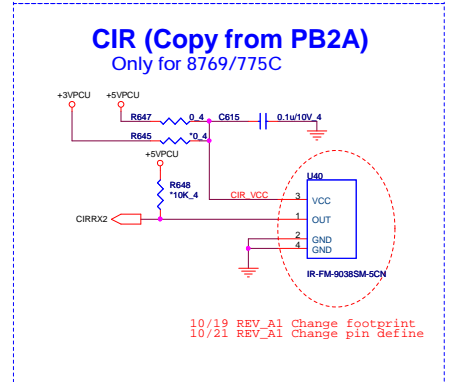 CIR (Copy from PB2A)
Only for 8769/775C
+3VPCU
+5VPCU
R647
0_4
C615
0.1u/10V_4
R645
*0_4
+5VPCU
R648
*10K_4
CIRRX2
CIR_VCC
U40
3
VCC
1
OUT
2
GND
4
GND
IR-FM-9038SM-5CN
10/19 REV_A1 Change footprint
10/21 REV_A1 Change pin define